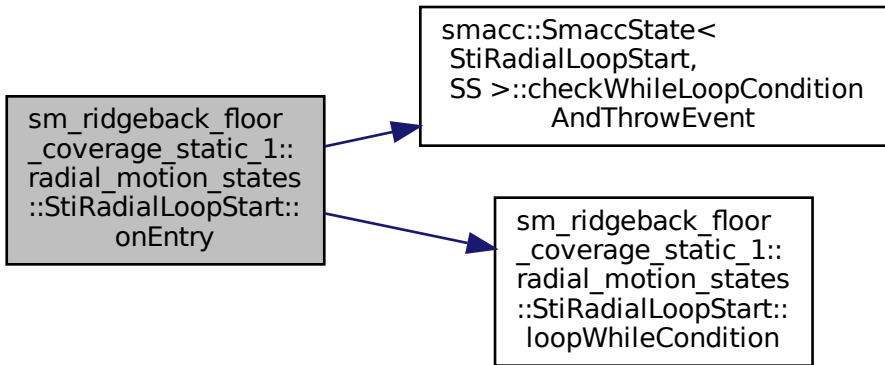 sm_ridgeback_floor
_coverage_static_1::
radial_motion_states
::StiRadialLoopStart::
onEntry
smacc::SmaccState<
StiRadialLoopStart,
SS >::checkWhileLoopCondition
AndThrowEvent
sm_ridgeback_floor
_coverage_static_1::
radial_motion_states
::StiRadialLoopStart::
loopWhileCondition